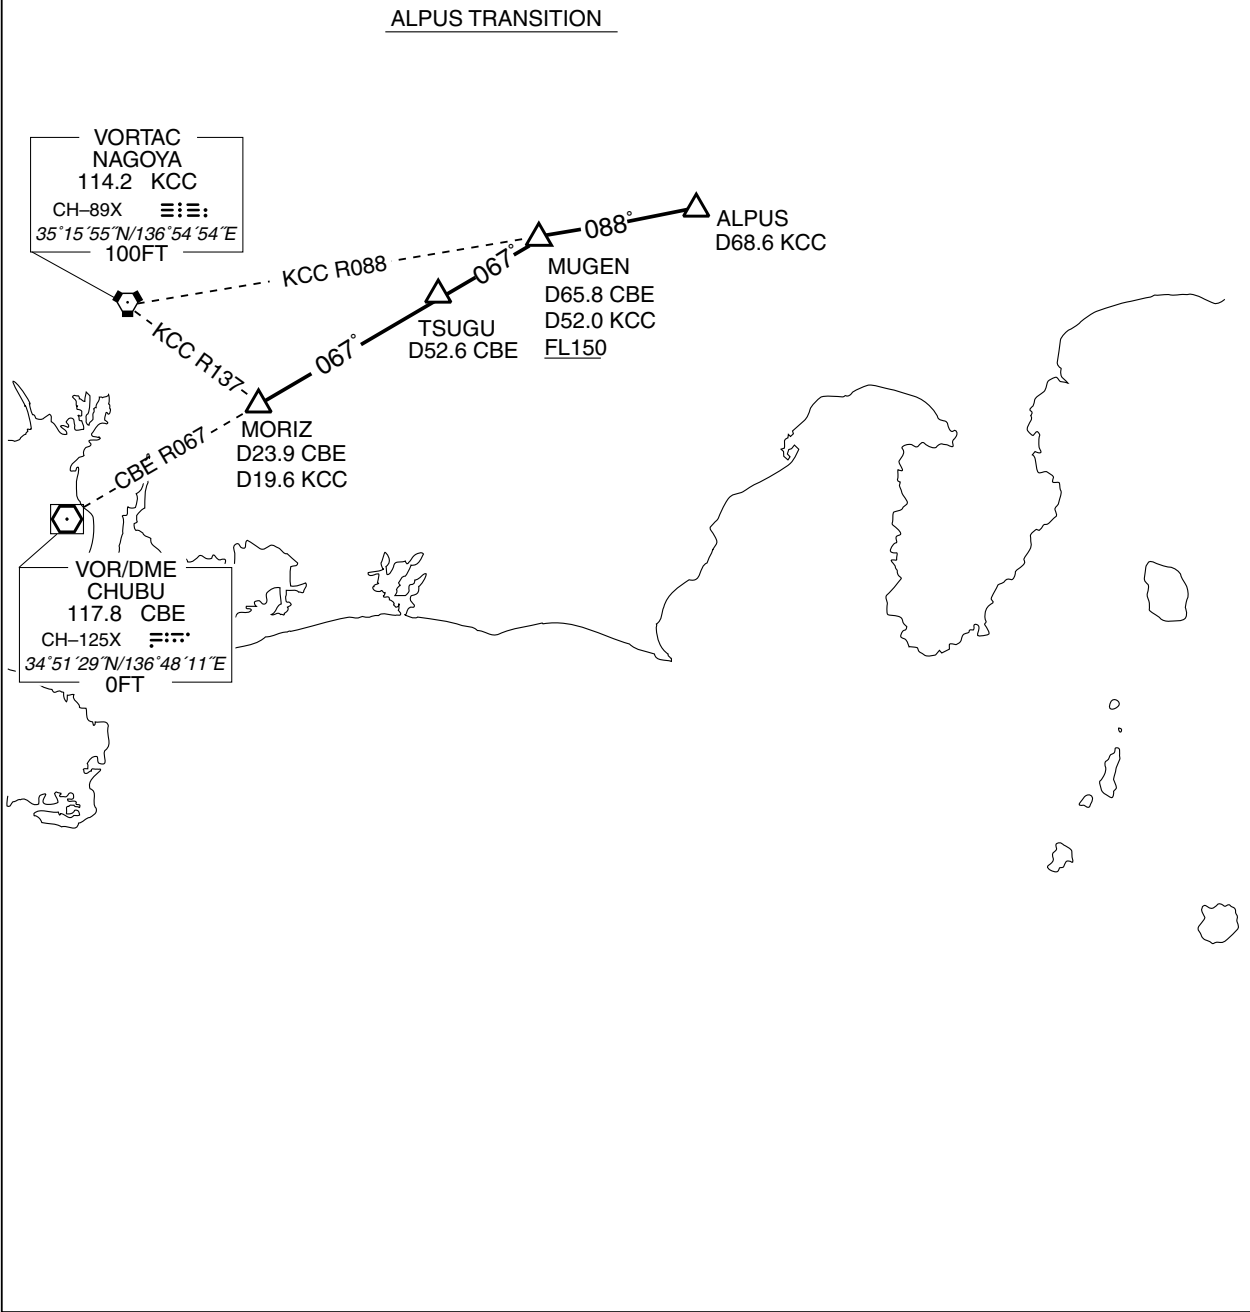 ALPUS TRANSITION
VORTAC
NAGOYA
114.2 KCC
CH–89X
35°15´55˝N/136°54´54˝E
100FT
KCC R088
088°
ALPUS
D68.6 KCC
067°
MUGEN
D65.8 CBE
D52.0 KCC
FL150
TSUGU
D52.6 CBE
067°
KCC R137
MORIZ
D23.9 CBE
D19.6 KCC
CBE R067
VOR/DME
CHUBU
117.8 CBE
CH–125X
34°51´29˝N/136°48´11˝E
0FT